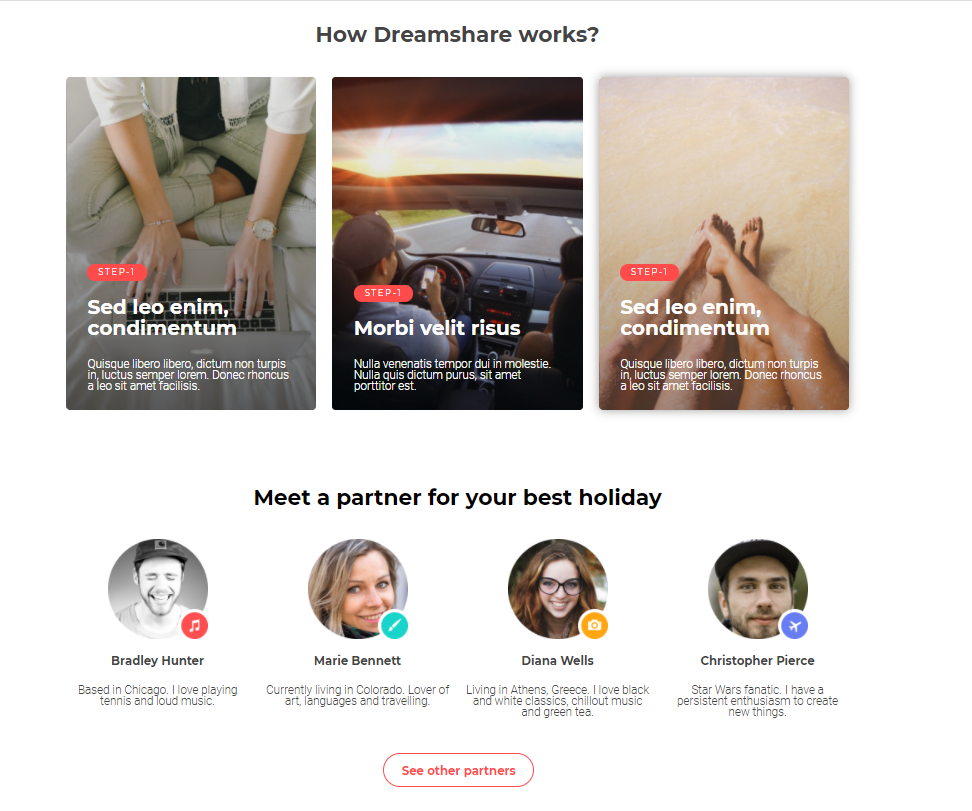 How Dreamshare works?
STEP-1
Sed leo enim,
condimentum
Quisque libero libero, dictum non turpis
in, luctus semper lorem. Donec rhoncus
a leo sit amet facilisis.
STEP-1
Morbi velit risus
Nulla venenatis tempor dui in molestie.
Nulla quis dictum purus, sit amet
porttitor est.
STEP-1
Sed leo enim,
condimentum
Quisque libero libero, dictum non turpis
in, luctus semper lorem. Donec rhoncus
a leo sit amet facilisis.
Meet a partner for your best holiday
Bradley Hunter
Based in Chicago. I love playing
tennis and loud music.
Marie Bennett
Currently living in Colorado. Lover of
art, languages and travelling.
Diana Wells
Living in Athens, Greece. I love black
and white classics, chillout music
and green tea.
Christopher Pierce
Star Wars fanatic. I have a
persistent enthusiasm to create
new things.
See other partners